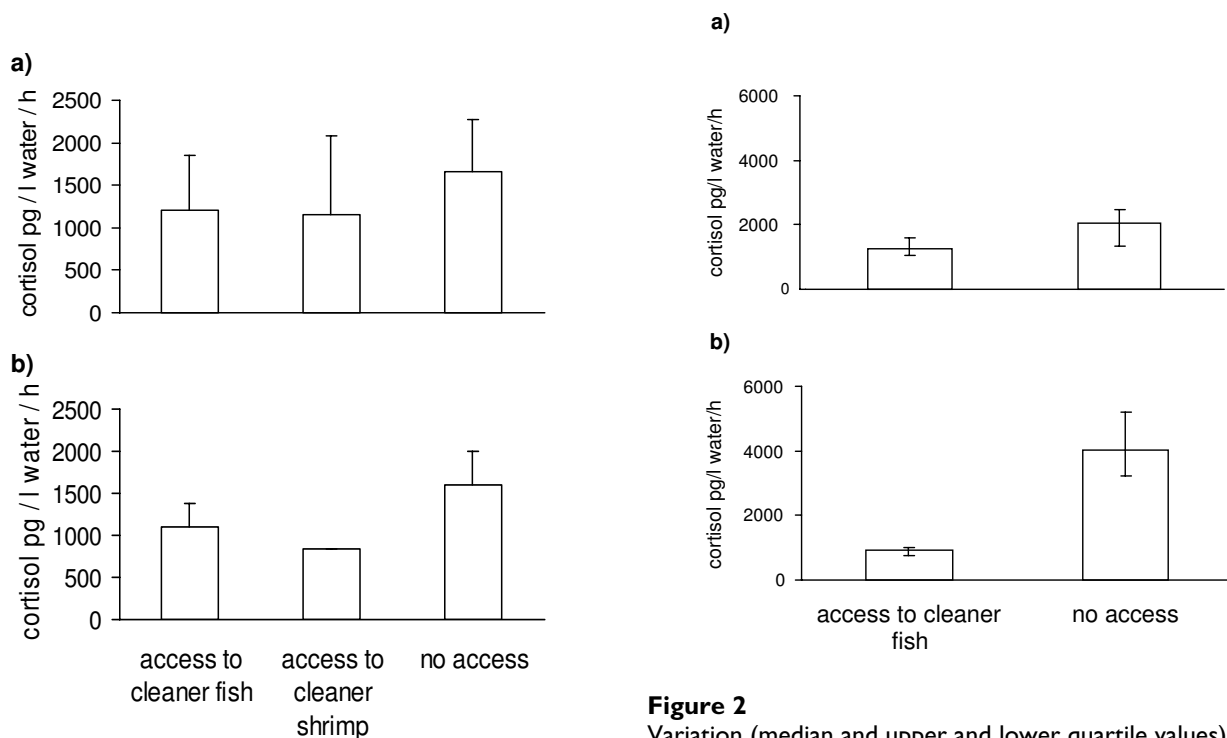 a)
cortisol pg / l water / h
2500
2000
1500
1000
500
0
b)
cortisol pg / l water / h
2500
2000
1500
1000
500
0
access to cleaner fish
access to cleaner shrimp
no access
a)
cortisol pg/l water/h
6000
4000
2000
0
b)
cortisol pg/l water/h
6000
4000
2000
0
access to cleaner fish
no access
Figure 2
Variation (median and upper and lower quartile values)